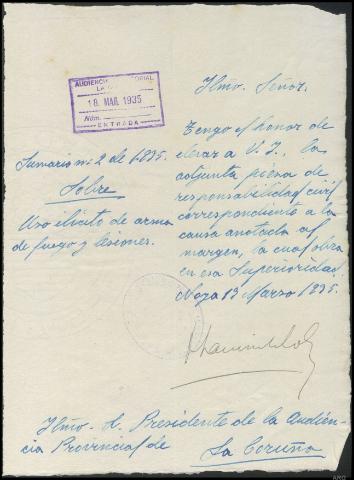 AUDIENCIA TERRITORIAL
LA
18 MAR. 1935
Núm.
ENTRADA
Sumario nº 2 de 1935.
Sobre
Uso ilicito de arma
de fuego y lesiones.
Ilmo. Señor.
Tengo el honor de
elevar a V. I., la
adjunta pieza de
responsabilidad civil
correspondiente a la
causa anotada al
margen, la cual obra
en esa Superioridad.
Noya 13 Marzo 1935.
Ilmo. Sr. Presidente de la Audien-
cia Provincial de
La Coruña